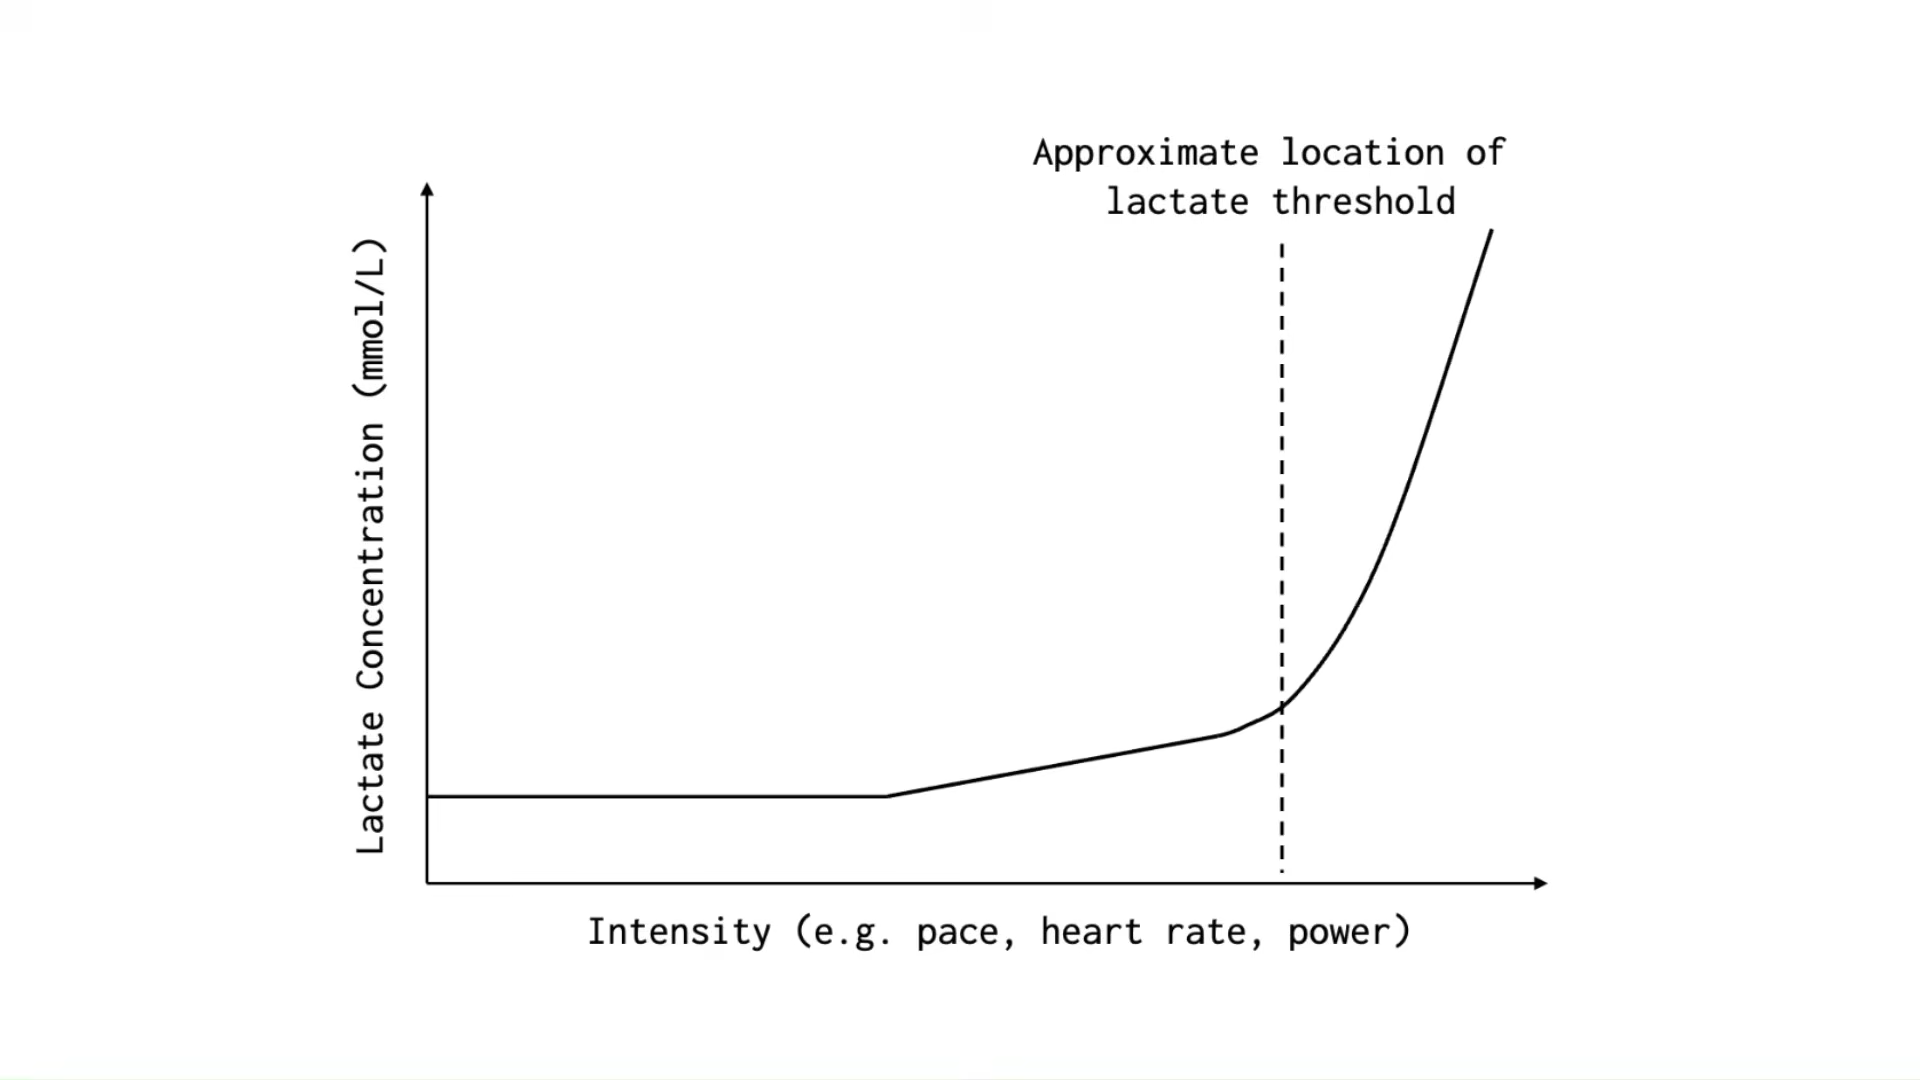 Approximate location of
lactate threshold
Lactate Concentration (mmol/L)
Intensity (e.g. pace, heart rate, power)